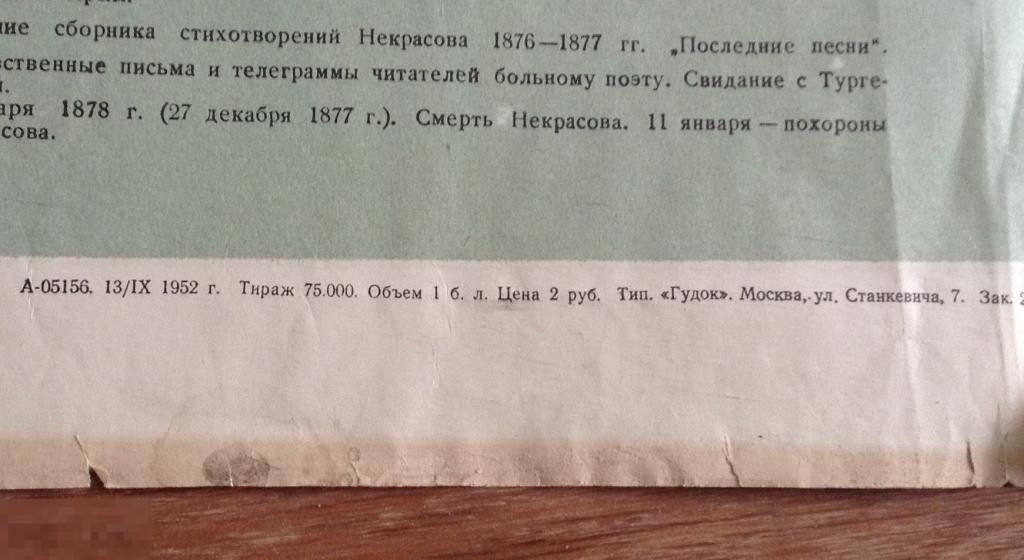 ние сборника стихотворений Некрасова 1876—1877 гг. „Последние песни“.
ственные письма и телеграммы читателей больному поэту. Свидание с Турге-
аря 1878 г. (27 декабря 1877 г.). Смерть Некрасова. 11 января — похороны
сова.
А-05156. 13/IX 1952 г. Тираж 75.000. Объем 1 б. л. Цена 2 руб. Тип. «Гудок». Москва, ул. Станкевича, 7. Зак.